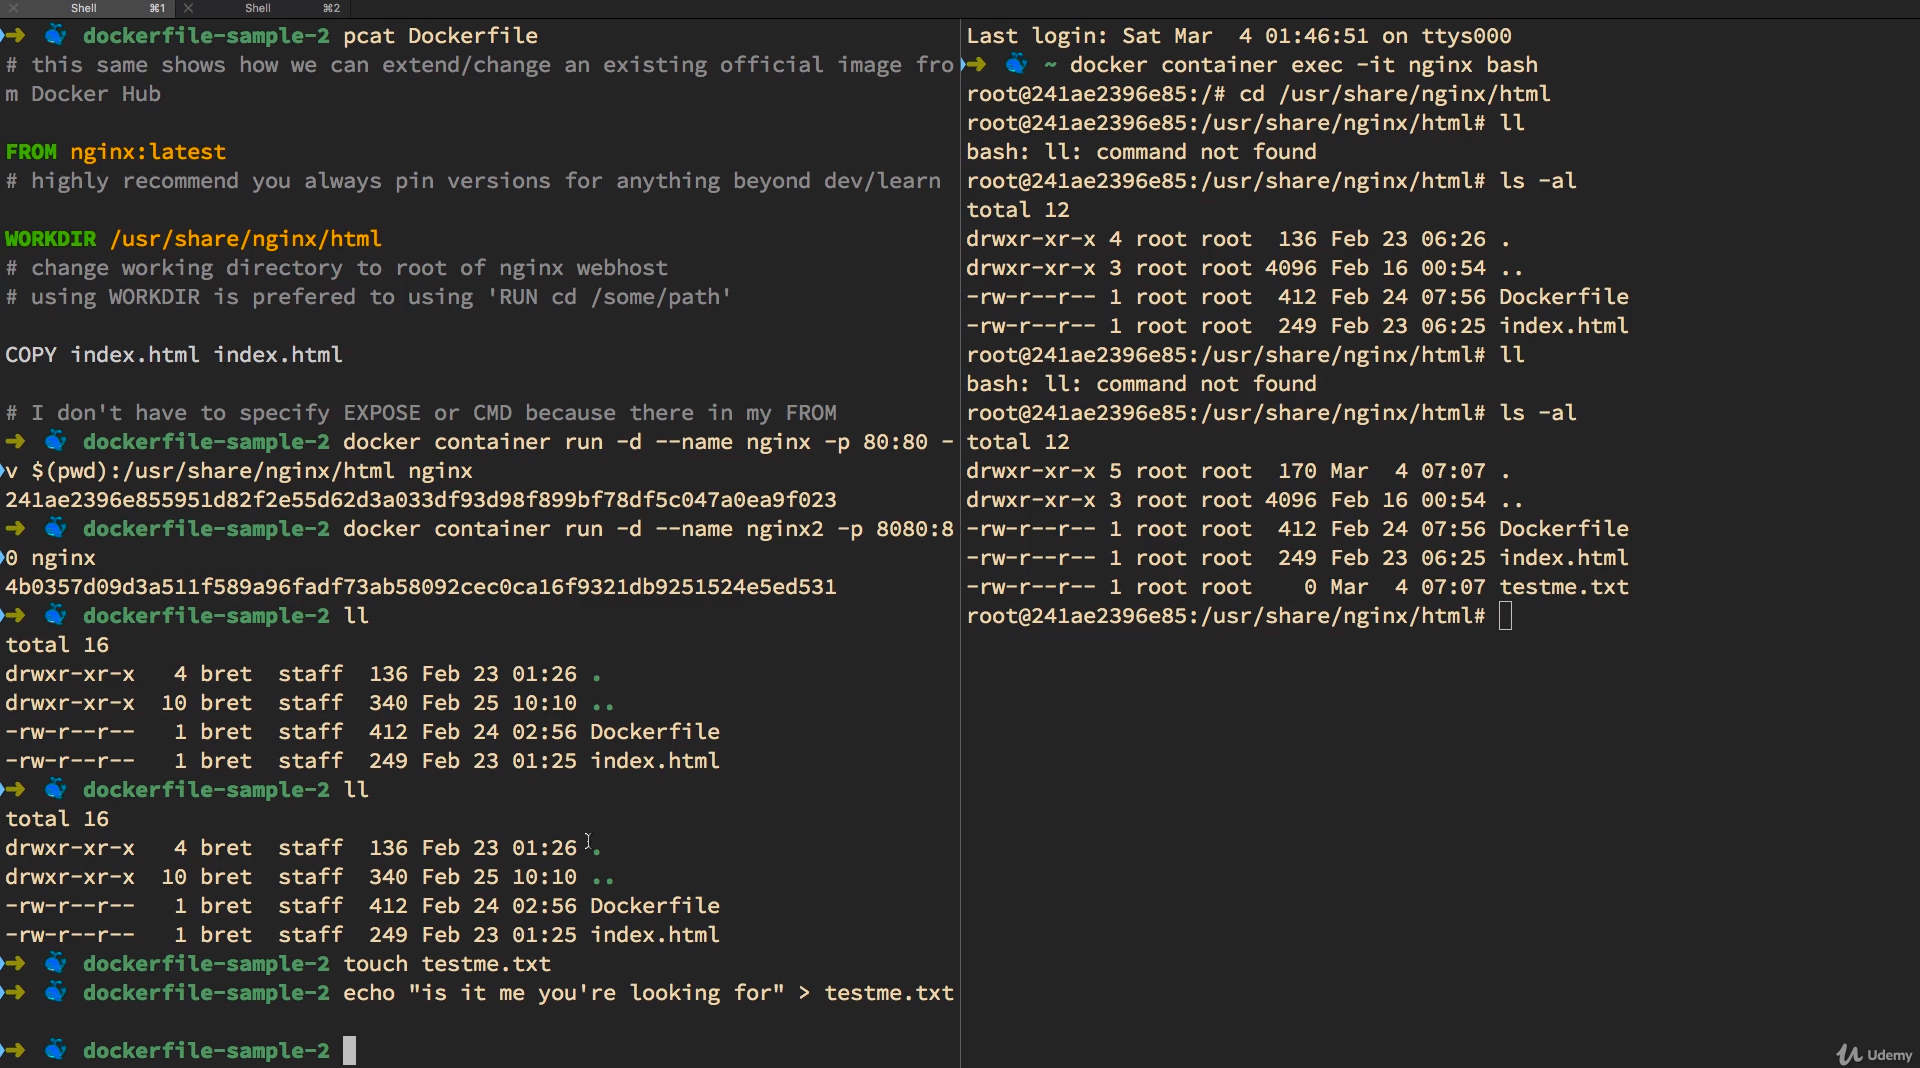 Shell ⌘1 Shell ⌘2
dockerfile-sample-2 pcat Dockerfile
# this same shows how we can extend/change an existing official image fro
m Docker Hub
FROM nginx:latest
# highly recommend you always pin versions for anything beyond dev/learn
WORKDIR /usr/share/nginx/html
# change working directory to root of nginx webhost
# using WORKDIR is prefered to using 'RUN cd /some/path'
COPY index.html index.html
# I don't have to specify EXPOSE or CMD because there in my FROM
dockerfile-sample-2 docker container run -d --name nginx -p 80:80 -
v $(pwd):/usr/share/nginx/html nginx
241ae2396e855951d82f2e55d62d3a033df93d98f899bf78df5c047a0ea9f023
dockerfile-sample-2 docker container run -d --name nginx2 -p 8080:8
0 nginx
4b0357d09d3a511f589a96fadf73ab58092cec0ca16f9321db9251524e5ed531
dockerfile-sample-2 ll
total 16
drwxr-xr-x 4 bret staff 136 Feb 23 01:26 .
drwxr-xr-x 10 bret staff 340 Feb 25 10:10 ..
-rw-r--r-- 1 bret staff 412 Feb 24 02:56 Dockerfile
-rw-r--r-- 1 bret staff 249 Feb 23 01:25 index.html
dockerfile-sample-2 ll
total 16
drwxr-xr-x 4 bret staff 136 Feb 23 01:26 .
drwxr-xr-x 10 bret staff 340 Feb 25 10:10 ..
-rw-r--r-- 1 bret staff 412 Feb 24 02:56 Dockerfile
-rw-r--r-- 1 bret staff 249 Feb 23 01:25 index.html
dockerfile-sample-2 touch testme.txt
dockerfile-sample-2 echo "is it me you're looking for" > testme.txt
dockerfile-sample-2
Last login: Sat Mar  4 01:46:51 on ttys000
~ docker container exec -it nginx bash
root@241ae2396e85:/# cd /usr/share/nginx/html
root@241ae2396e85:/usr/share/nginx/html# ll
bash: ll: command not found
root@241ae2396e85:/usr/share/nginx/html# ls -al
total 12
drwxr-xr-x 4 root root 136 Feb 23 06:26 .
drwxr-xr-x 3 root root 4096 Feb 16 00:54 ..
-rw-r--r-- 1 root root 412 Feb 24 07:56 Dockerfile
-rw-r--r-- 1 root root 249 Feb 23 06:25 index.html
root@241ae2396e85:/usr/share/nginx/html# ll
bash: ll: command not found
root@241ae2396e85:/usr/share/nginx/html# ls -al
total 12
drwxr-xr-x 5 root root 170 Mar 4 07:07 .
drwxr-xr-x 3 root root 4096 Feb 16 00:54 ..
-rw-r--r-- 1 root root 412 Feb 24 07:56 Dockerfile
-rw-r--r-- 1 root root 249 Feb 23 06:25 index.html
-rw-r--r-- 1 root root 0 Mar 4 07:07 testme.txt
root@241ae2396e85:/usr/share/nginx/html#
Udemy